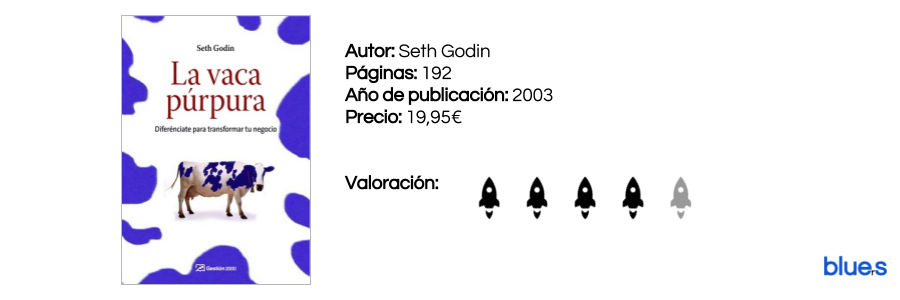 Seth Godin
La vaca
púrpura
Diferénciate para transformar tu negocio
Gestión 2000
Autor: Seth Godin
Páginas: 192
Año de publicación: 2003
Precio: 19,95€
Valoración:
bluers